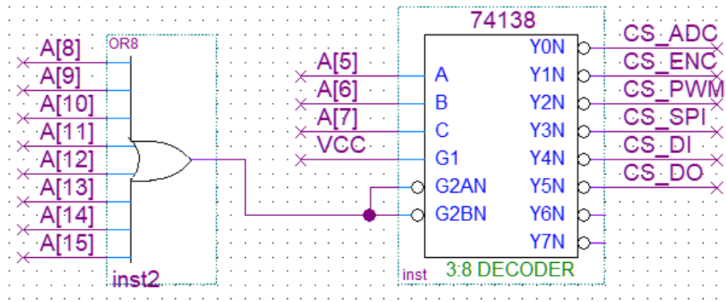 74138
OR8
A[8]
A[9]
A[10]
A[11]
A[12]
A[13]
A[14]
A[15]
inst2
A[5]
A[6]
A[7]
VCC
A
B
C
G1
G2AN
G2BN
Y0N
Y1N
Y2N
Y3N
Y4N
Y5N
Y6N
Y7N
CS_ADC
CS_ENC
CS_PWM
CS_SPI
CS_DI
CS_DO
inst
3:8 DECODER